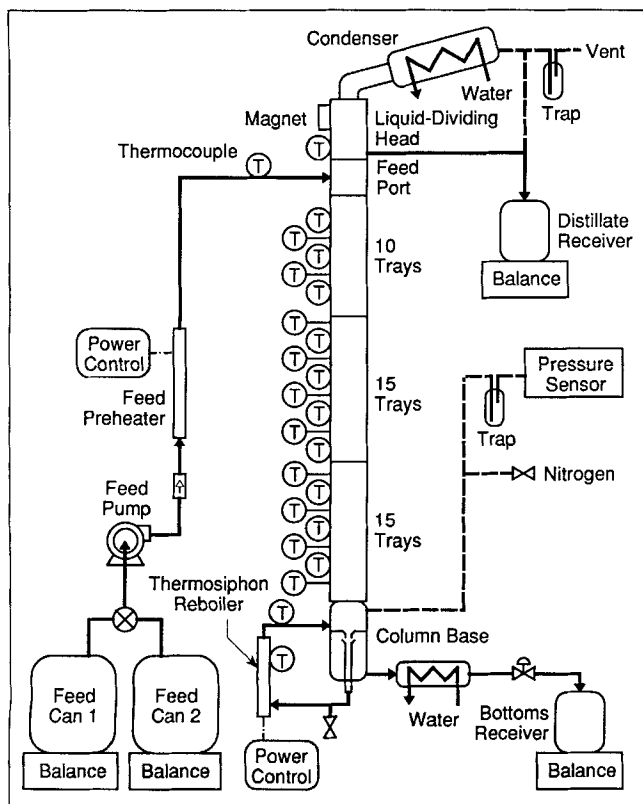 Condenser
Vent
Water
Trap
Magnet
Liquid-Dividing
Head
Thermocouple
T
T
Feed
Port
Distillate
Receiver
Balance
T
T
T
T
T
10
Trays
Power
Control
Feed
Preheater
T
T
T
T
T
T
T
T
15
Trays
Pressure
Sensor
Trap
Nitrogen
Feed
Pump
T
T
T
T
T
T
T
15
Trays
Thermosiphon
Reboiler
T
T
Column Base
Feed
Can 1
Feed
Can 2
Balance
Balance
Power
Control
Water
Bottoms
Receiver
Balance